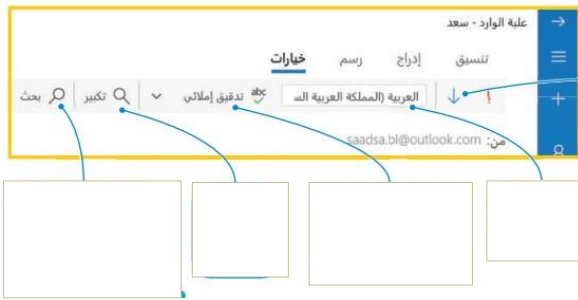 علبة الوارد - سعد
تنسيق إدراج رسم خيارات
العربية (المملكة العربية الس abc تدقيق إملائي تكبير بحث
من: saadsa.bl@outlook.com